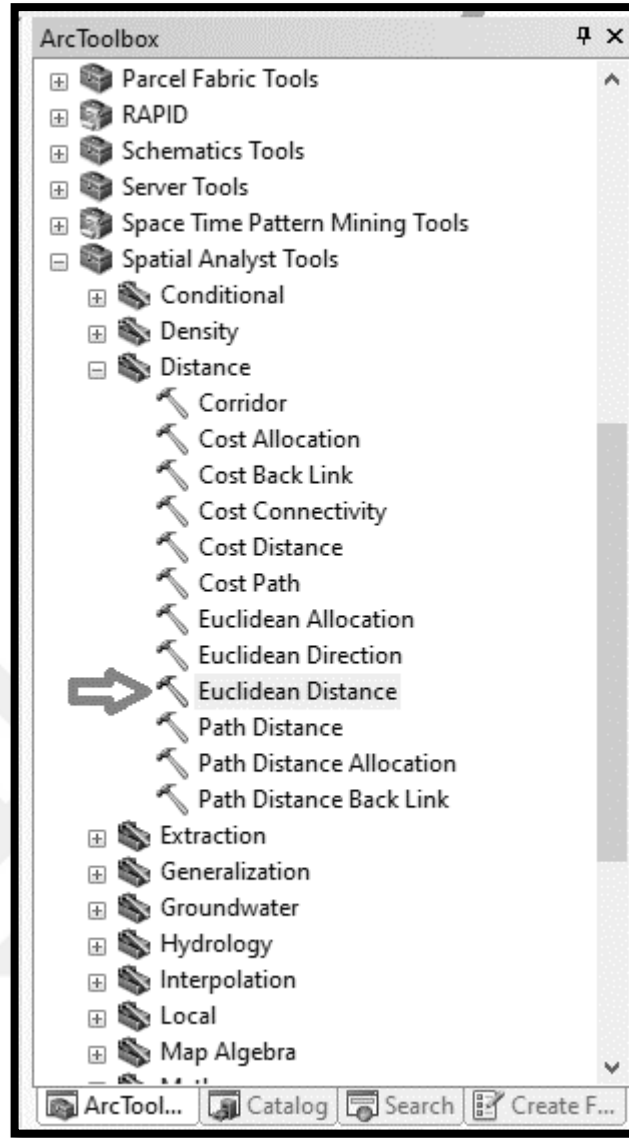 ArcToolbox
Parcel Fabric Tools
RAPID
Schematics Tools
Server Tools
Space Time Pattern Mining Tools
Spatial Analyst Tools
Conditional
Density
Distance
Corridor
Cost Allocation
Cost Back Link
Cost Connectivity
Cost Distance
Cost Path
Euclidean Allocation
Euclidean Direction
Euclidean Distance
Path Distance
Path Distance Allocation
Path Distance Back Link
Extraction
Generalization
Groundwater
Hydrology
Interpolation
Local
Map Algebra
ArcTool... Catalog Search Create F...